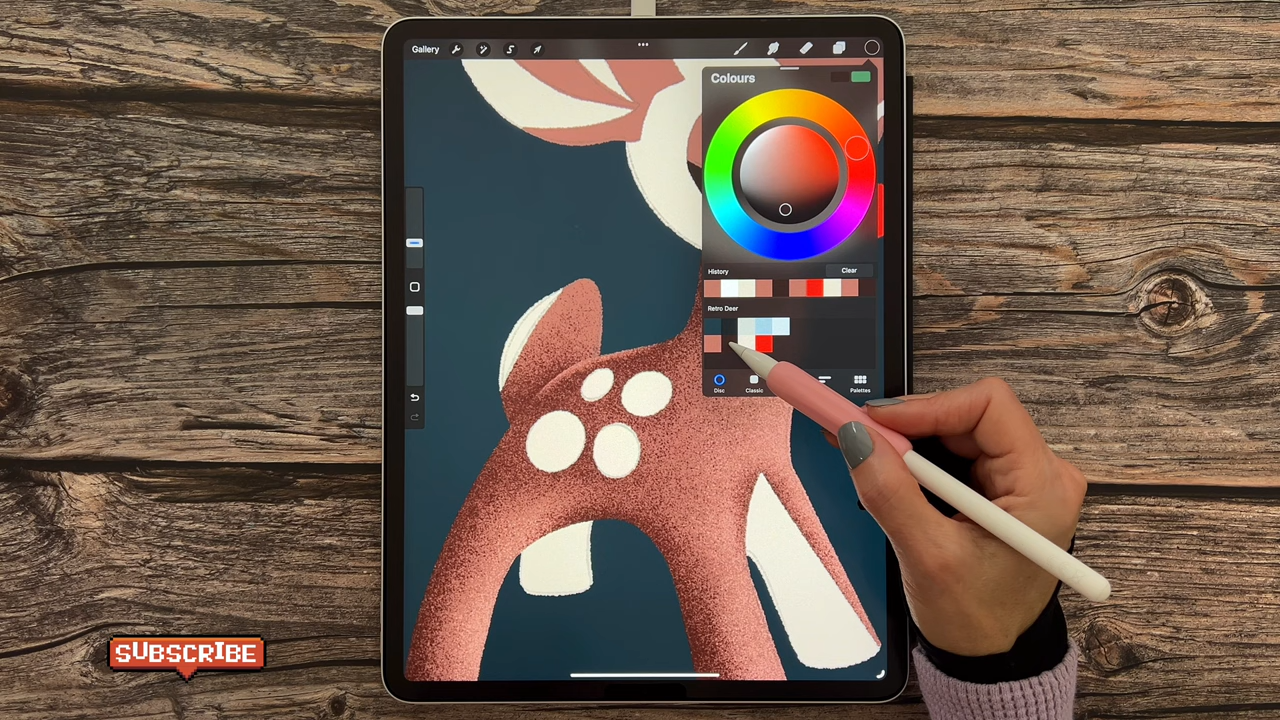 Gallery
Colours
History
Clear
Retro Deer
Disc
Classic
Palettes
SUBSCRIBE